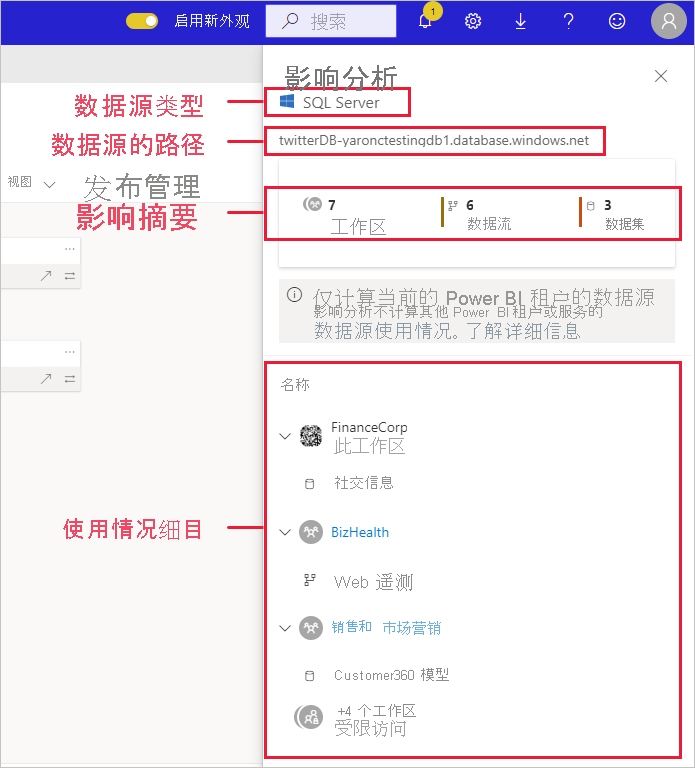 启用新外观
搜索
1
影响分析
数据源类型
SQL Server
数据源的路径
twitterDB-yaronctestingdb1.database.windows.net
视图
发布管理
影响摘要
7
工作区
6
数据流
3
数据集
仅计算当前的 Power BI 租户的数据源
影响分析不计算其他 Power BI 租户或服务的
数据源使用情况。了解详细信息
名称
FinanceCorp
此工作区
社交信息
使用情况细目
BizHealth
Web 遥测
销售和 市场营销
Customer360 模型
+4 个工作区
受限访问